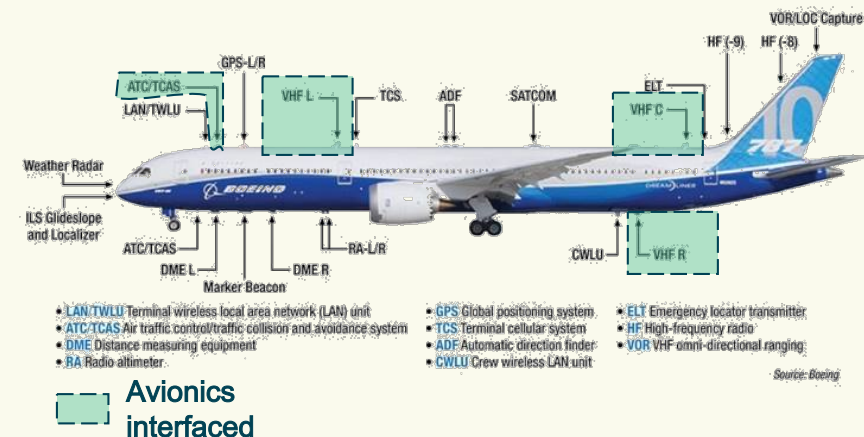 VOR/LOC Capture
HF (-9) HF (-8)
GPS-L/R
ATC/TCAS
LAN/TWLU
VHF L
TCS
ADF
SATCOM
ELT
VHF C
10
787
Weather Radar
BOEING
DREAMLINER
ILS Glideslope
and Localizer
ATC/TCAS
DME L
Marker Beacon
DME R
RA-L/R
CWLU
VHF R
• LAN/TWLU Terminal wireless local area network (LAN) unit
• ATC/TCAS Air traffic control/traffic collision and avoidance system
• DME Distance measuring equipment
• RA Radio altimeter
• GPS Global positioning system
• TCS Terminal cellular system
• ADF Automatic direction finder
• CWLU Crew wireless LAN unit
• ELT Emergency locator transmitter
• HF High-frequency radio
• VOR VHF omni-directional ranging
Source: Boeing
Avionics
interfaced